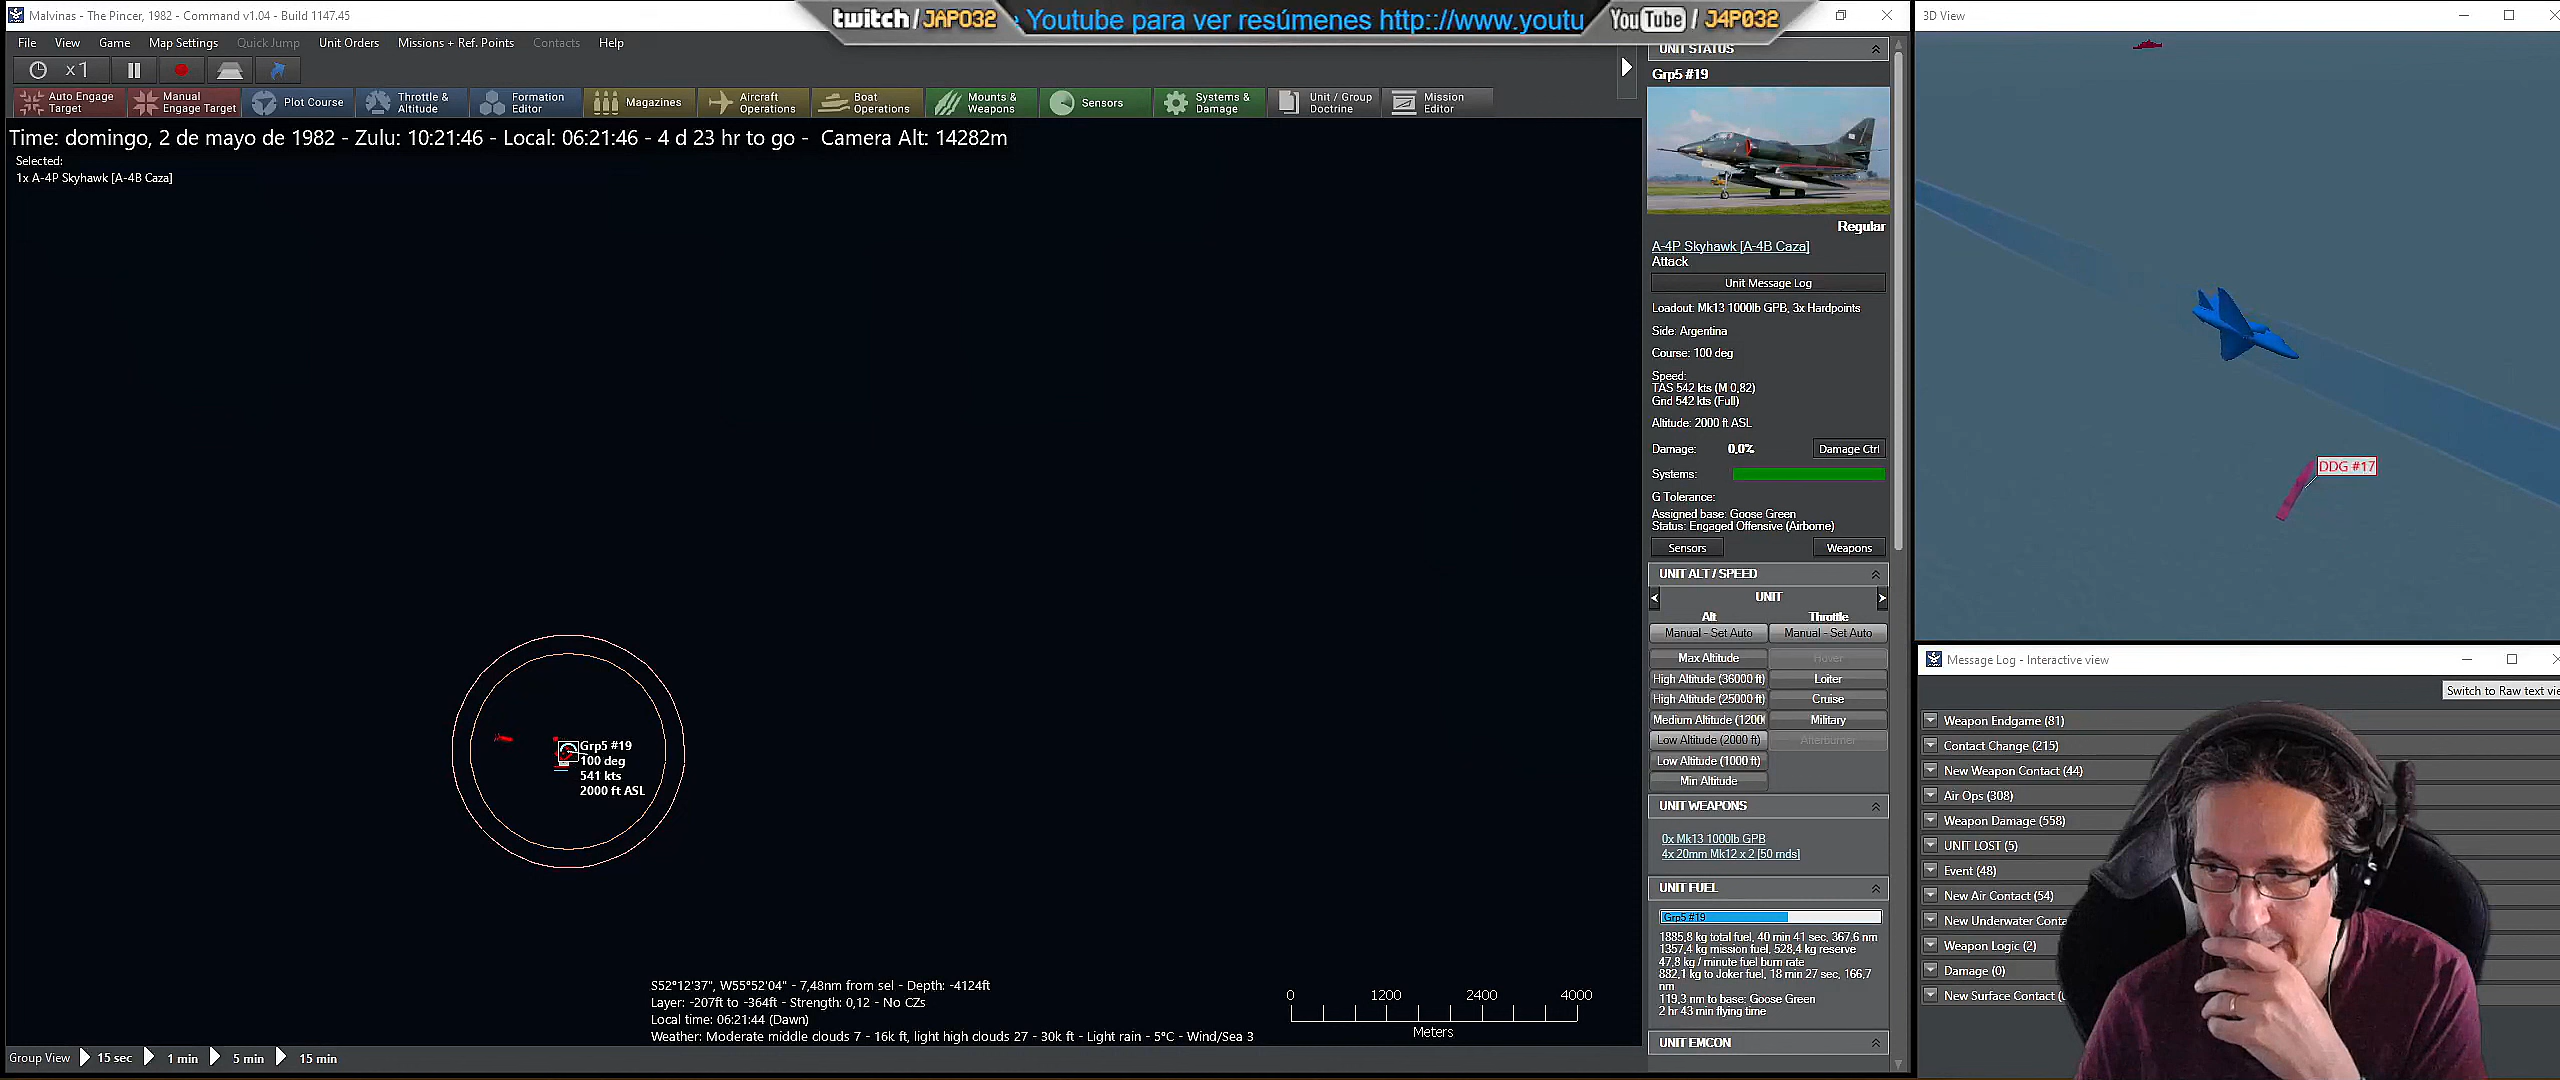 Malvinas - The Pincer, 1982 - Command v1.04 - Build 1147.45
twitch / JAP032
Youtube para ver resúmenes http://www.youtu
YouTube / J4P032
File View Game Map Settings Quick Jump Unit Orders Missions + Ref. Points Contacts Help
x1
Auto Engage Target
Manual Engage Target
Plot Course
Throttle & Altitude
Formation Editor
Magazines
Aircraft Operations
Boat Operations
Mounts & Weapons
Sensors
Systems & Damage
Unit / Group Doctrine
Mission Editor
Time: domingo, 2 de mayo de 1982 - Zulu: 10:21:46 - Local: 06:21:46 - 4 d 23 hr to go - Camera Alt: 14282m
Selected:
1x A-4P Skyhawk [A-4B Caza]
Grp5 #19
100 deg
541 kts
2000 ft ASL
S52°12'37", W55°52'04" - 7,48nm from sel - Depth: -4124ft
Layer: -207ft to -364ft - Strength: 0,12 - No CZs
Local time: 06:21:44 (Dawn)
Weather: Moderate middle clouds 7 - 16k ft, light high clouds 27 - 30k ft - Light rain - 5°C - Wind/Sea 3
0 1200 2400 4000
Meters
Group View 15 sec 1 min 5 min 15 min
UNIT STATUS
Grp5 #19
Regular
A-4P Skyhawk [A-4B Caza]
Attack
Unit Message Log
Loadout: Mk13 1000lb GPB, 3x Hardpoints
Side: Argentina
Course: 100 deg
Speed:
TAS 542 kts (M 0,82)
Gnd 542 kts (Full)
Altitude: 2000 ft ASL
Damage: 0,0% Damage Ctrl
Systems:
G Tolerance:
Assigned base: Goose Green
Status: Engaged Offensive (Airborne)
Sensors Weapons
UNIT ALT / SPEED
UNIT
Alt Throttle
Manual - Set Auto Manual - Set Auto
Max Altitude Hover
High Altitude (36000 ft) Loiter
High Altitude (25000 ft) Cruise
Medium Altitude (1200( Military
Low Altitude (2000 ft) Afterburner
Low Altitude (1000 ft)
Min Altitude
UNIT WEAPONS
0x Mk13 1000lb GPB
4x 20mm Mk12 x 2 [50 rnds]
UNIT FUEL
Grp5 #19
1885,8 kg total fuel, 40 min 41 sec, 367,6 nm
1357,4 kg mission fuel, 528,4 kg reserve
47,8 kg / minute fuel burn rate
882,1 kg to Joker fuel, 18 min 27 sec, 166,7
nm
119,3 nm to base: Goose Green
2 hr 43 min flying time
UNIT EMCON
3D View
DDG #17
Message Log - Interactive view
Switch to Raw text vie
Weapon Endgame (81)
Contact Change (215)
New Weapon Contact (44)
Air Ops (308)
Weapon Damage (558)
UNIT LOST (5)
Event (48)
New Air Contact (54)
New Underwater Conta
Weapon Logic (2)
Damage (0)
New Surface Contact (